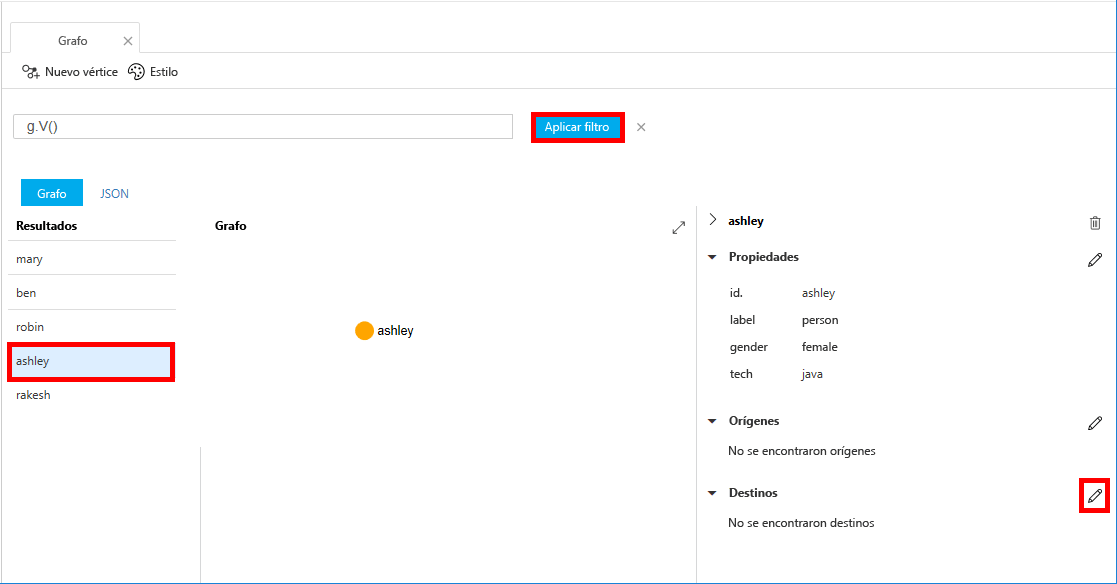 Grafo
Nuevo vértice Estilo
g.V() Aplicar filtro
Grafo JSON
Resultados
mary
ben
robin
ashley
rakesh
Grafo
ashley
ashley
Propiedades
id. ashley
label person
gender female
tech java
Orígenes
No se encontraron orígenes
Destinos
No se encontraron destinos